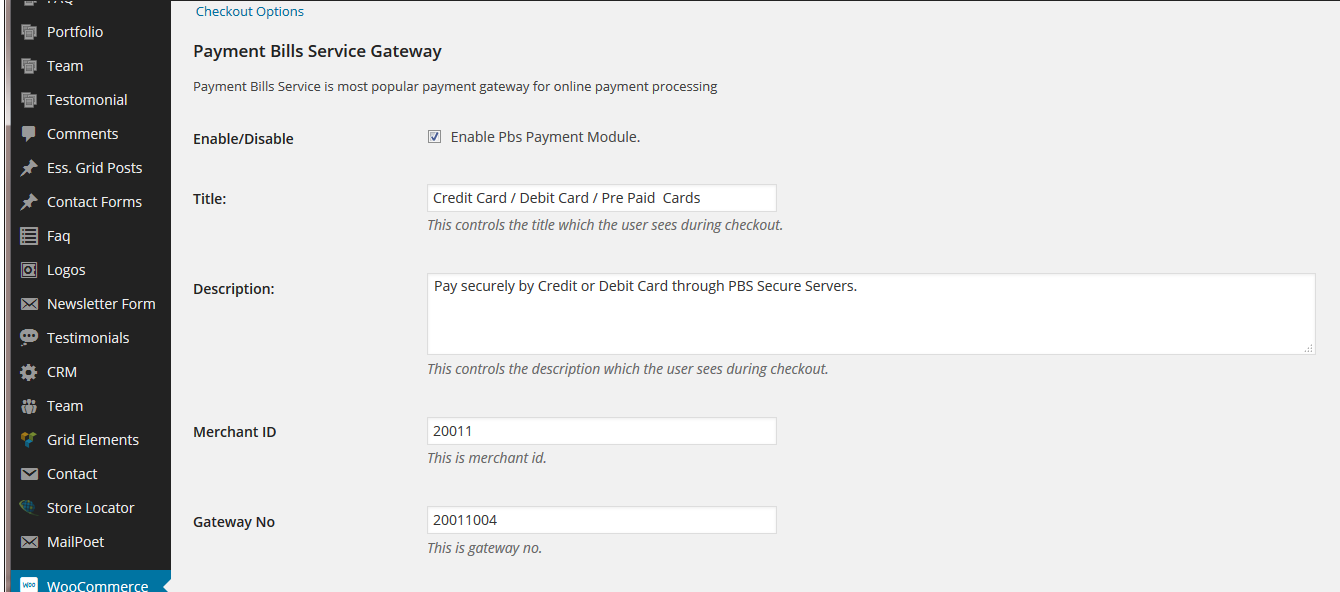 FAQ
Portfolio
Team
Testomonial
Comments
Ess. Grid Posts
Contact Forms
Faq
Logos
Newsletter Form
Testimonials
CRM
Team
Grid Elements
Contact
Store Locator
MailPoet
WOO WooCommerce
Checkout Options
Payment Bills Service Gateway
Payment Bills Service is most popular payment gateway for online payment processing
Enable/Disable
Enable Pbs Payment Module.
Title:
Credit Card / Debit Card / Pre Paid  Cards
This controls the title which the user sees during checkout.
Description:
Pay securely by Credit or Debit Card through PBS Secure Servers.
This controls the description which the user sees during checkout.
Merchant ID
20011
This is merchant id.
Gateway No
20011004
This is gateway no.